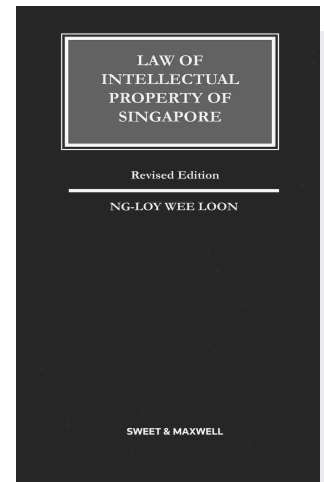 LAW OF
INTELLECTUAL
PROPERTY OF
SINGAPORE
Revised Edition
NG-LOY WEE LOON
SWEET & MAXWELL